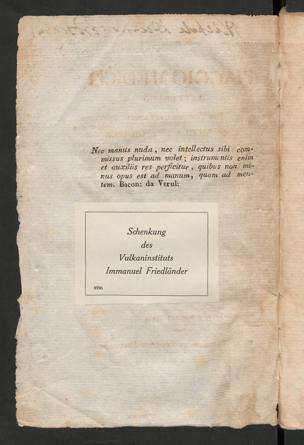 Nec manus nuda, nec intellectus sibi com-
missus plurimum valet; instrumentis enim
et auxiliis res perficitur, quibus non mi-
nus opus est ad manum, quam ad men-
tem. Bacon: da Verul:
Schenkung
des
Vulkaninstituts
Immanuel Friedländer